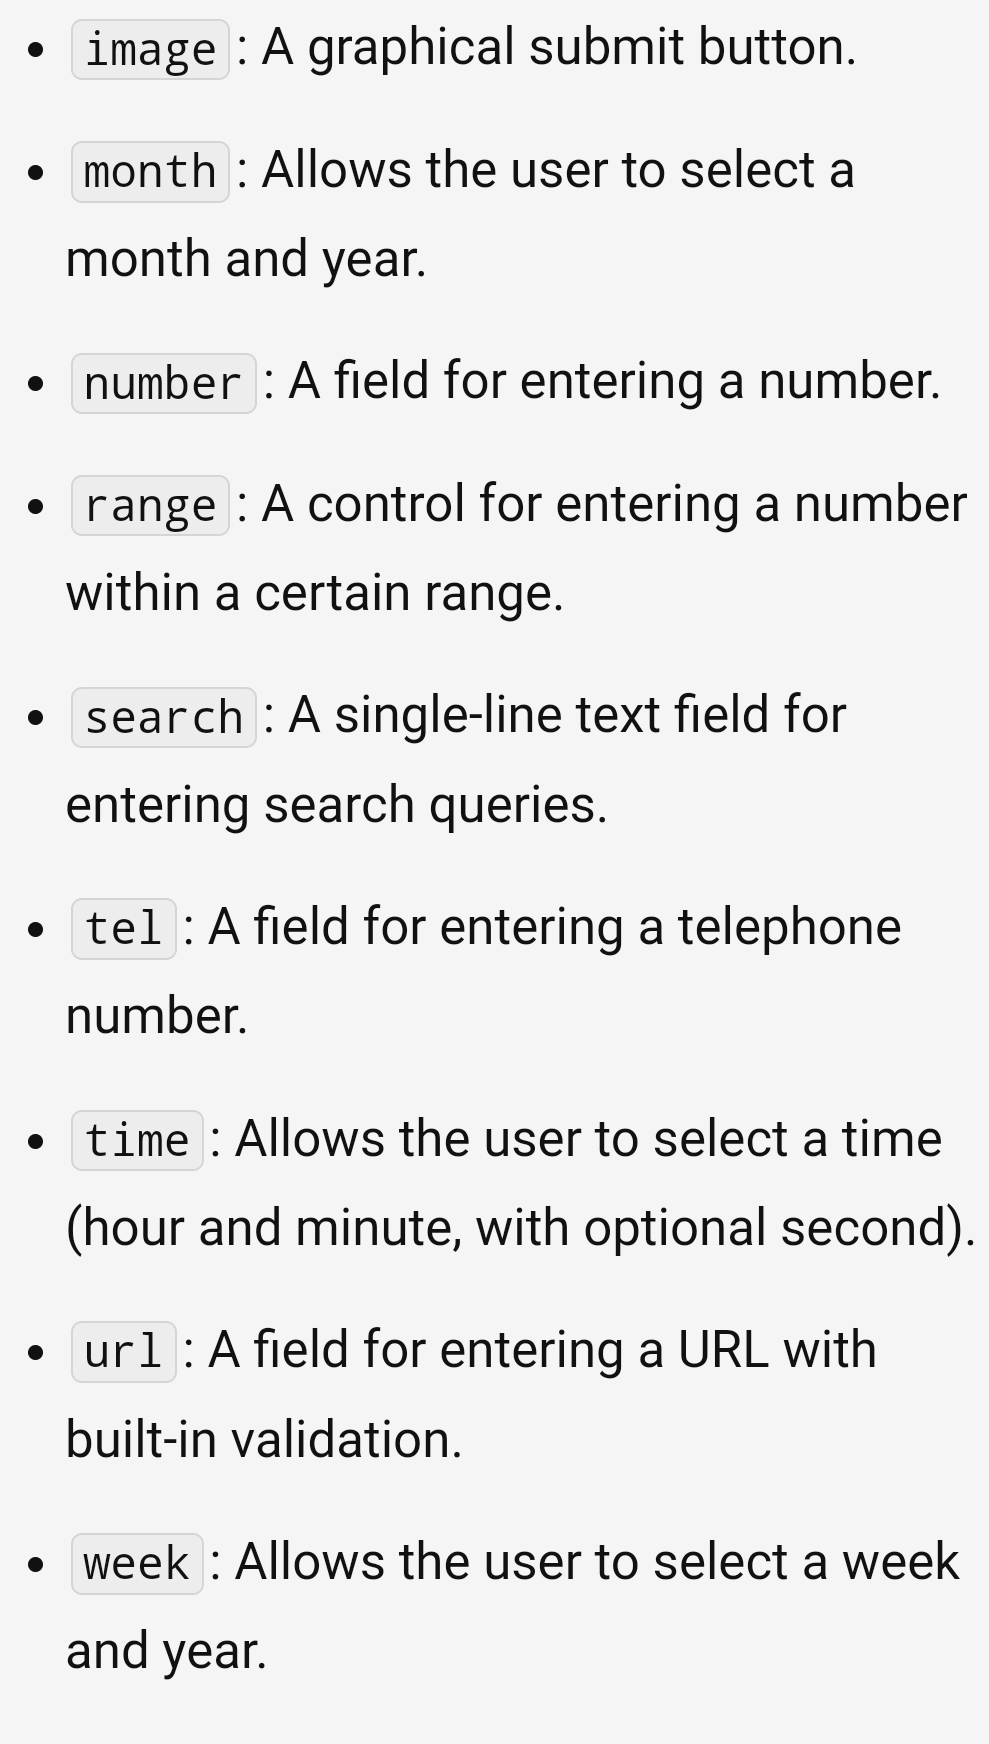 • image: A graphical submit button.
• month: Allows the user to select a
month and year.
• number: A field for entering a number.
• range: A control for entering a number
within a certain range.
• search: A single-line text field for
entering search queries.
• tel: A field for entering a telephone
number.
• time: Allows the user to select a time
(hour and minute, with optional second).
• url: A field for entering a URL with
built-in validation.
• week: Allows the user to select a week
and year.